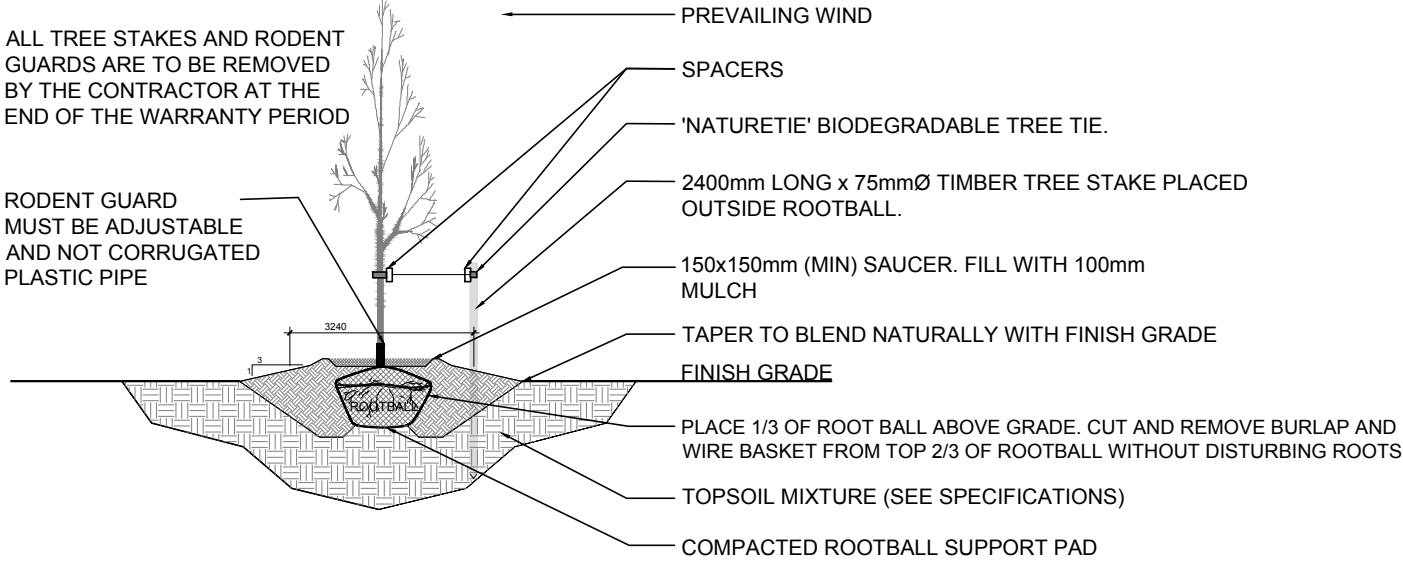 ALL TREE STAKES AND RODENT
GUARDS ARE TO BE REMOVED
BY THE CONTRACTOR AT THE
END OF THE WARRANTY PERIOD
RODENT GUARD
MUST BE ADJUSTABLE
AND NOT CORRUGATED
PLASTIC PIPE
PREVAILING WIND
SPACERS
'NATURETIE' BIODEGRADABLE TREE TIE.
2400mm LONG x 75mmØ TIMBER TREE STAKE PLACED
OUTSIDE ROOTBALL.
150x150mm (MIN) SAUCER. FILL WITH 100mm
MULCH
TAPER TO BLEND NATURALLY WITH FINISH GRADE
FINISH GRADE
PLACE 1/3 OF ROOT BALL ABOVE GRADE. CUT AND REMOVE BURLAP AND
WIRE BASKET FROM TOP 2/3 OF ROOTBALL WITHOUT DISTURBING ROOTS
TOPSOIL MIXTURE (SEE SPECIFICATIONS)
COMPACTED ROOTBALL SUPPORT PAD
3240
3
1
ROOTBALL